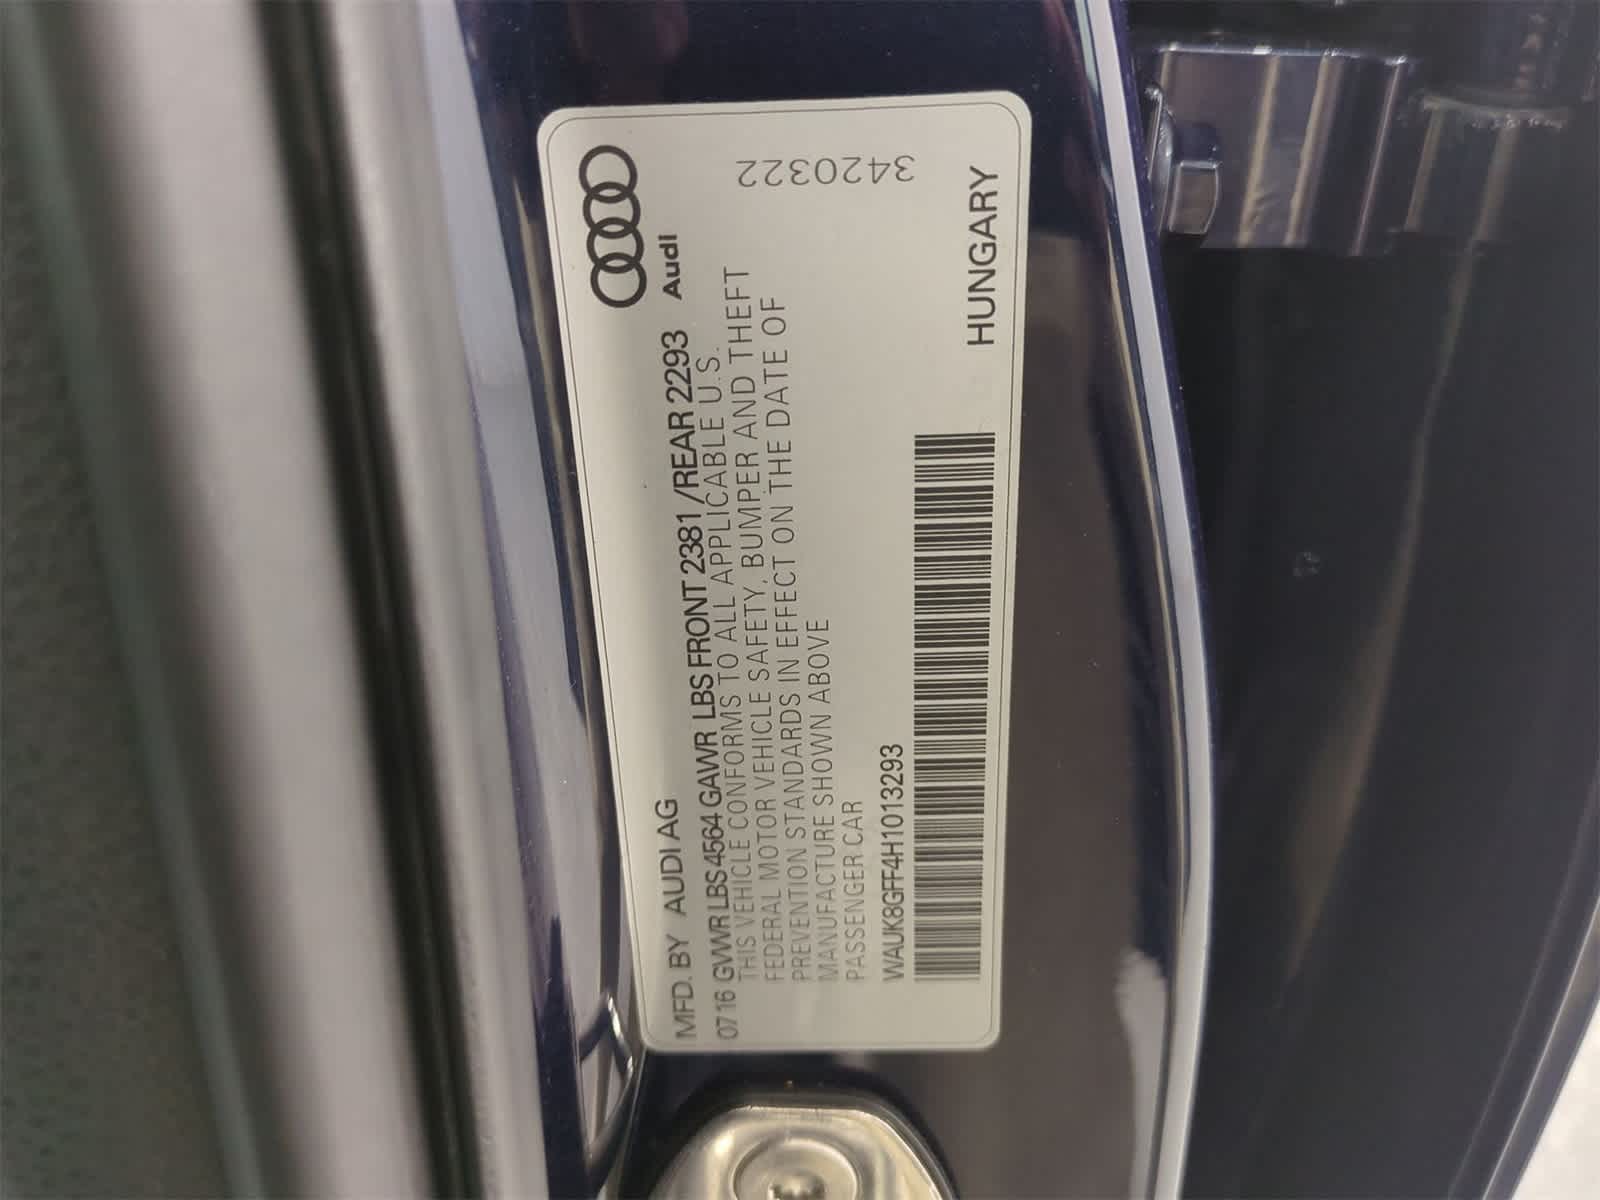 Audi
MFD. BY AUDI AG
07 16 GVWR LBS 4564 GAWR LBS FRONT 2381 /REAR 2293
THIS VEHICLE CONFORMS TO ALL APPLICABLE U.S.
FEDERAL MOTOR VEHICLE SAFETY, BUMPER AND THEFT
PREVENTION STANDARDS IN EFFECT ON THE DATE OF
MANUFACTURE SHOWN ABOVE
PASSENGER CAR
WAUK8GFF4H1013293
HUNGARY
3420322